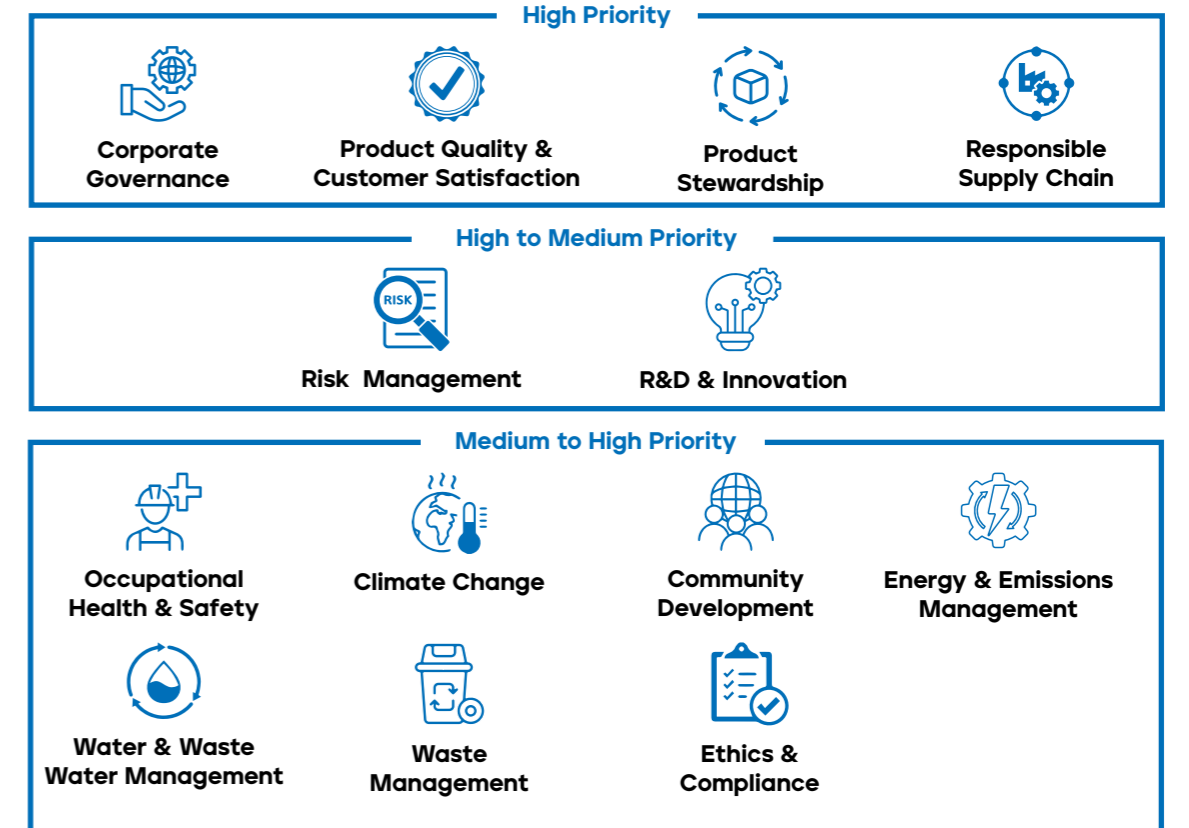 High Priority
Corporate
Governance
Product Quality &
Customer Satisfaction
Product
Stewardship
Responsible
Supply Chain
High to Medium Priority
RISK
Risk Management
R&D & Innovation
Medium to High Priority
Occupational
Health & Safety
Climate Change
Community
Development
Energy & Emissions
Management
Water & Waste
Water Management
Waste
Management
Ethics &
Compliance